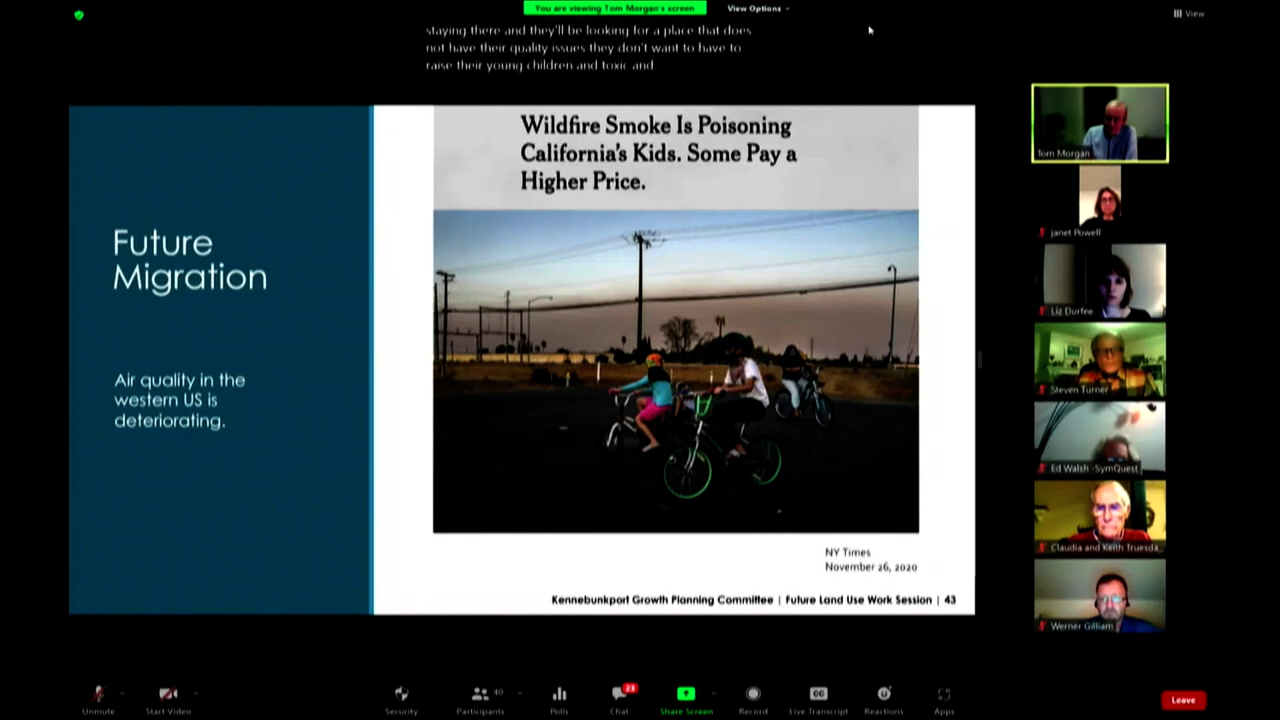 You are viewing Tom Morgan's screen
View Options
View
staying there and they'll be looking for a place that does
not have their quality issues they don't want to have to
raise their young children and toxic and.
Wildfire Smoke Is Poisoning
California's Kids. Some Pay a
Higher Price.
Future
Migration
Air quality in the
western US is
deteriorating.
NY Times
November 26, 2020
Kennebunkport Growth Planning Committee | Future Land Use Work Session | 43
Tom Morgan
Janet Powell
Liz Durfee
Steven Turner
Ed Walsh -SymQuest
Claudia and Keith Truesda...
Werner Gilliam
Unmute
Start Video
Security
Participants
40
Polls
Chat
23
Share Screen
Record
CC
Live Transcript
Reactions
Apps
Leave